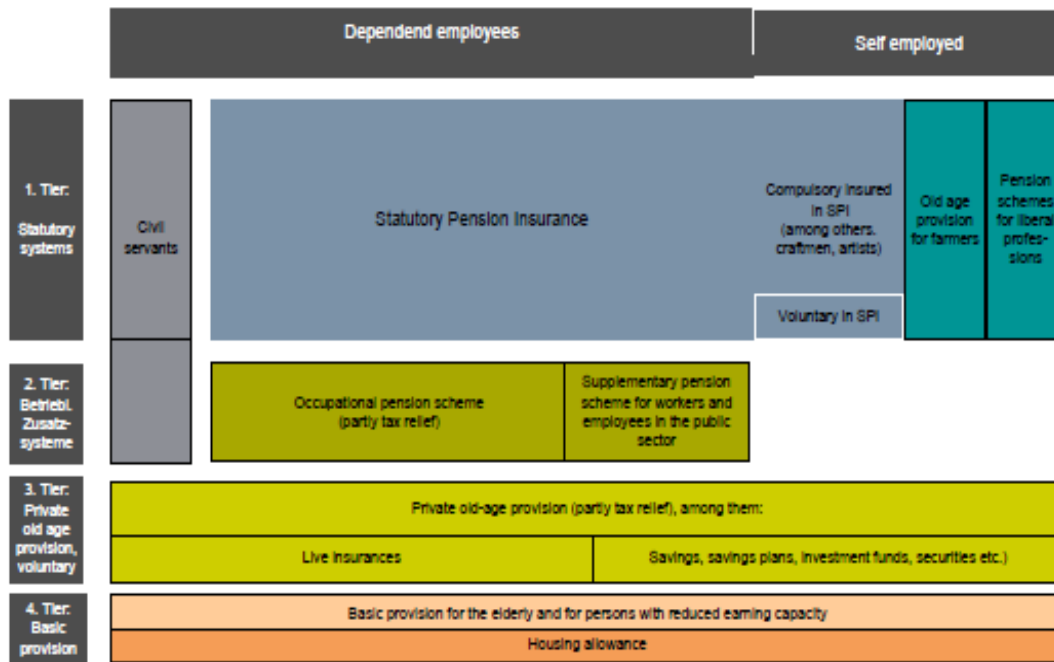 Dependend employees
Self employed
1. Tier:
Statutory
systems
Civil
servants
Statutory Pension Insurance
Compulsory insured
in SPI
(among others.
craftmen, artists)
Voluntary in SPI
Old age
provision
for farmers
Pension
schemes
for liberal
profes-
sions
2. Tier:
Betriebl.
Zusatz-
systeme
Occupational pension scheme
(partly tax relief)
Supplementary pension
scheme for workers and
employees in the public
sector
3. Tier:
Private
old age
provision,
voluntary
Private old-age provision (partly tax relief), among them:
Live insurances
Savings, savings plans, investment funds, securities etc.)
4. Tier:
Basic
provision
Basic provision for the elderly and for persons with reduced earning capacity
Housing allowance